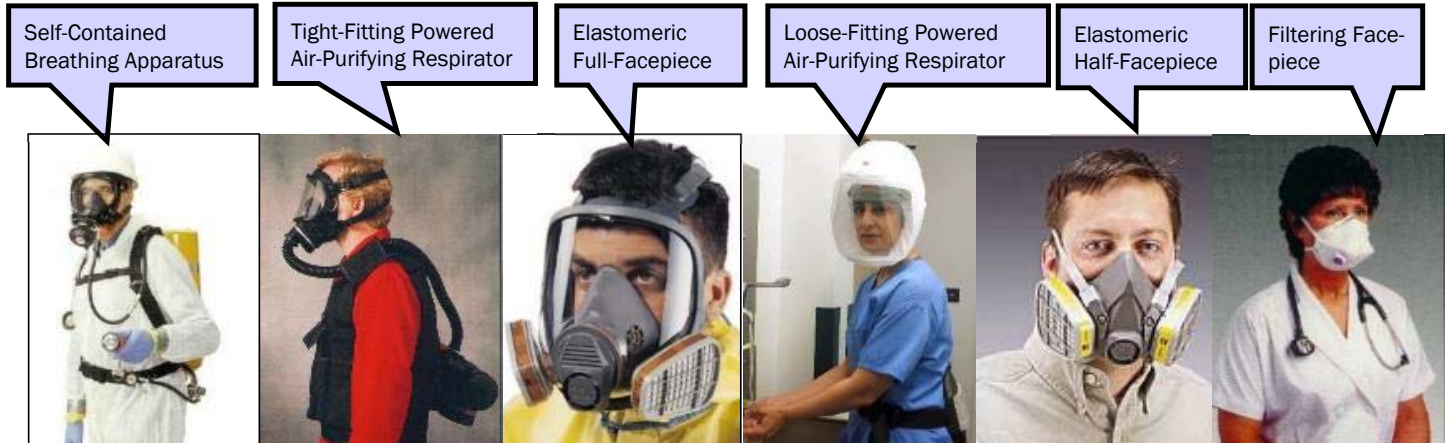 Self-Contained
Breathing Apparatus
Tight-Fitting Powered
Air-Purifying Respirator
Elastomeric
Full-Facepiece
Loose-Fitting Powered
Air-Purifying Respirator
Elastomeric
Half-Facepiece
Filtering Face-
piece